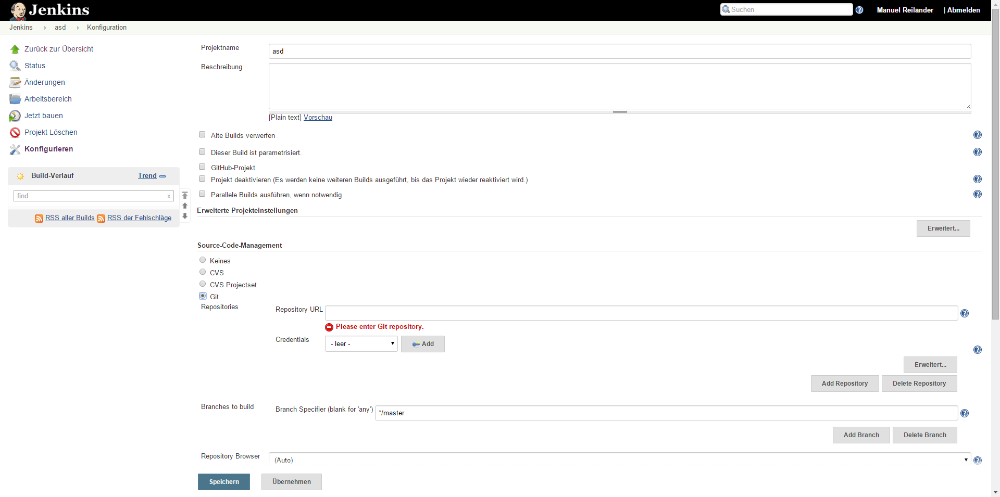 Jenkins
Suchen
Manuel Reiländer | Abmelden
Jenkins asd Konfiguration
Zurück zur Übersicht
Status
Änderungen
Arbeitsbereich
Jetzt bauen
Projekt Löschen
Konfigurieren
Build-Verlauf Trend
find x
RSS aller Builds RSS der Fehlschläge
Projektname asd
Beschreibung
[Plain text] Vorschau
Alte Builds verwerfen
Dieser Build ist parametrisiert.
GitHub-Projekt
Projekt deaktivieren (Es werden keine weiteren Builds ausgeführt, bis das Projekt wieder reaktiviert wird.)
Parallele Builds ausführen, wenn notwendig
Erweiterte Projekteinstellungen
Erweitert...
Source-Code-Management
Keines
CVS
CVS Projectset
Git
Repositories Repository URL
Please enter Git repository.
Credentials - leer - Add
Erweitert...
Add Repository Delete Repository
Branches to build Branch Specifier (blank for 'any') */master
Add Branch Delete Branch
Repository Browser (Auto)
Speichern Übernehmen